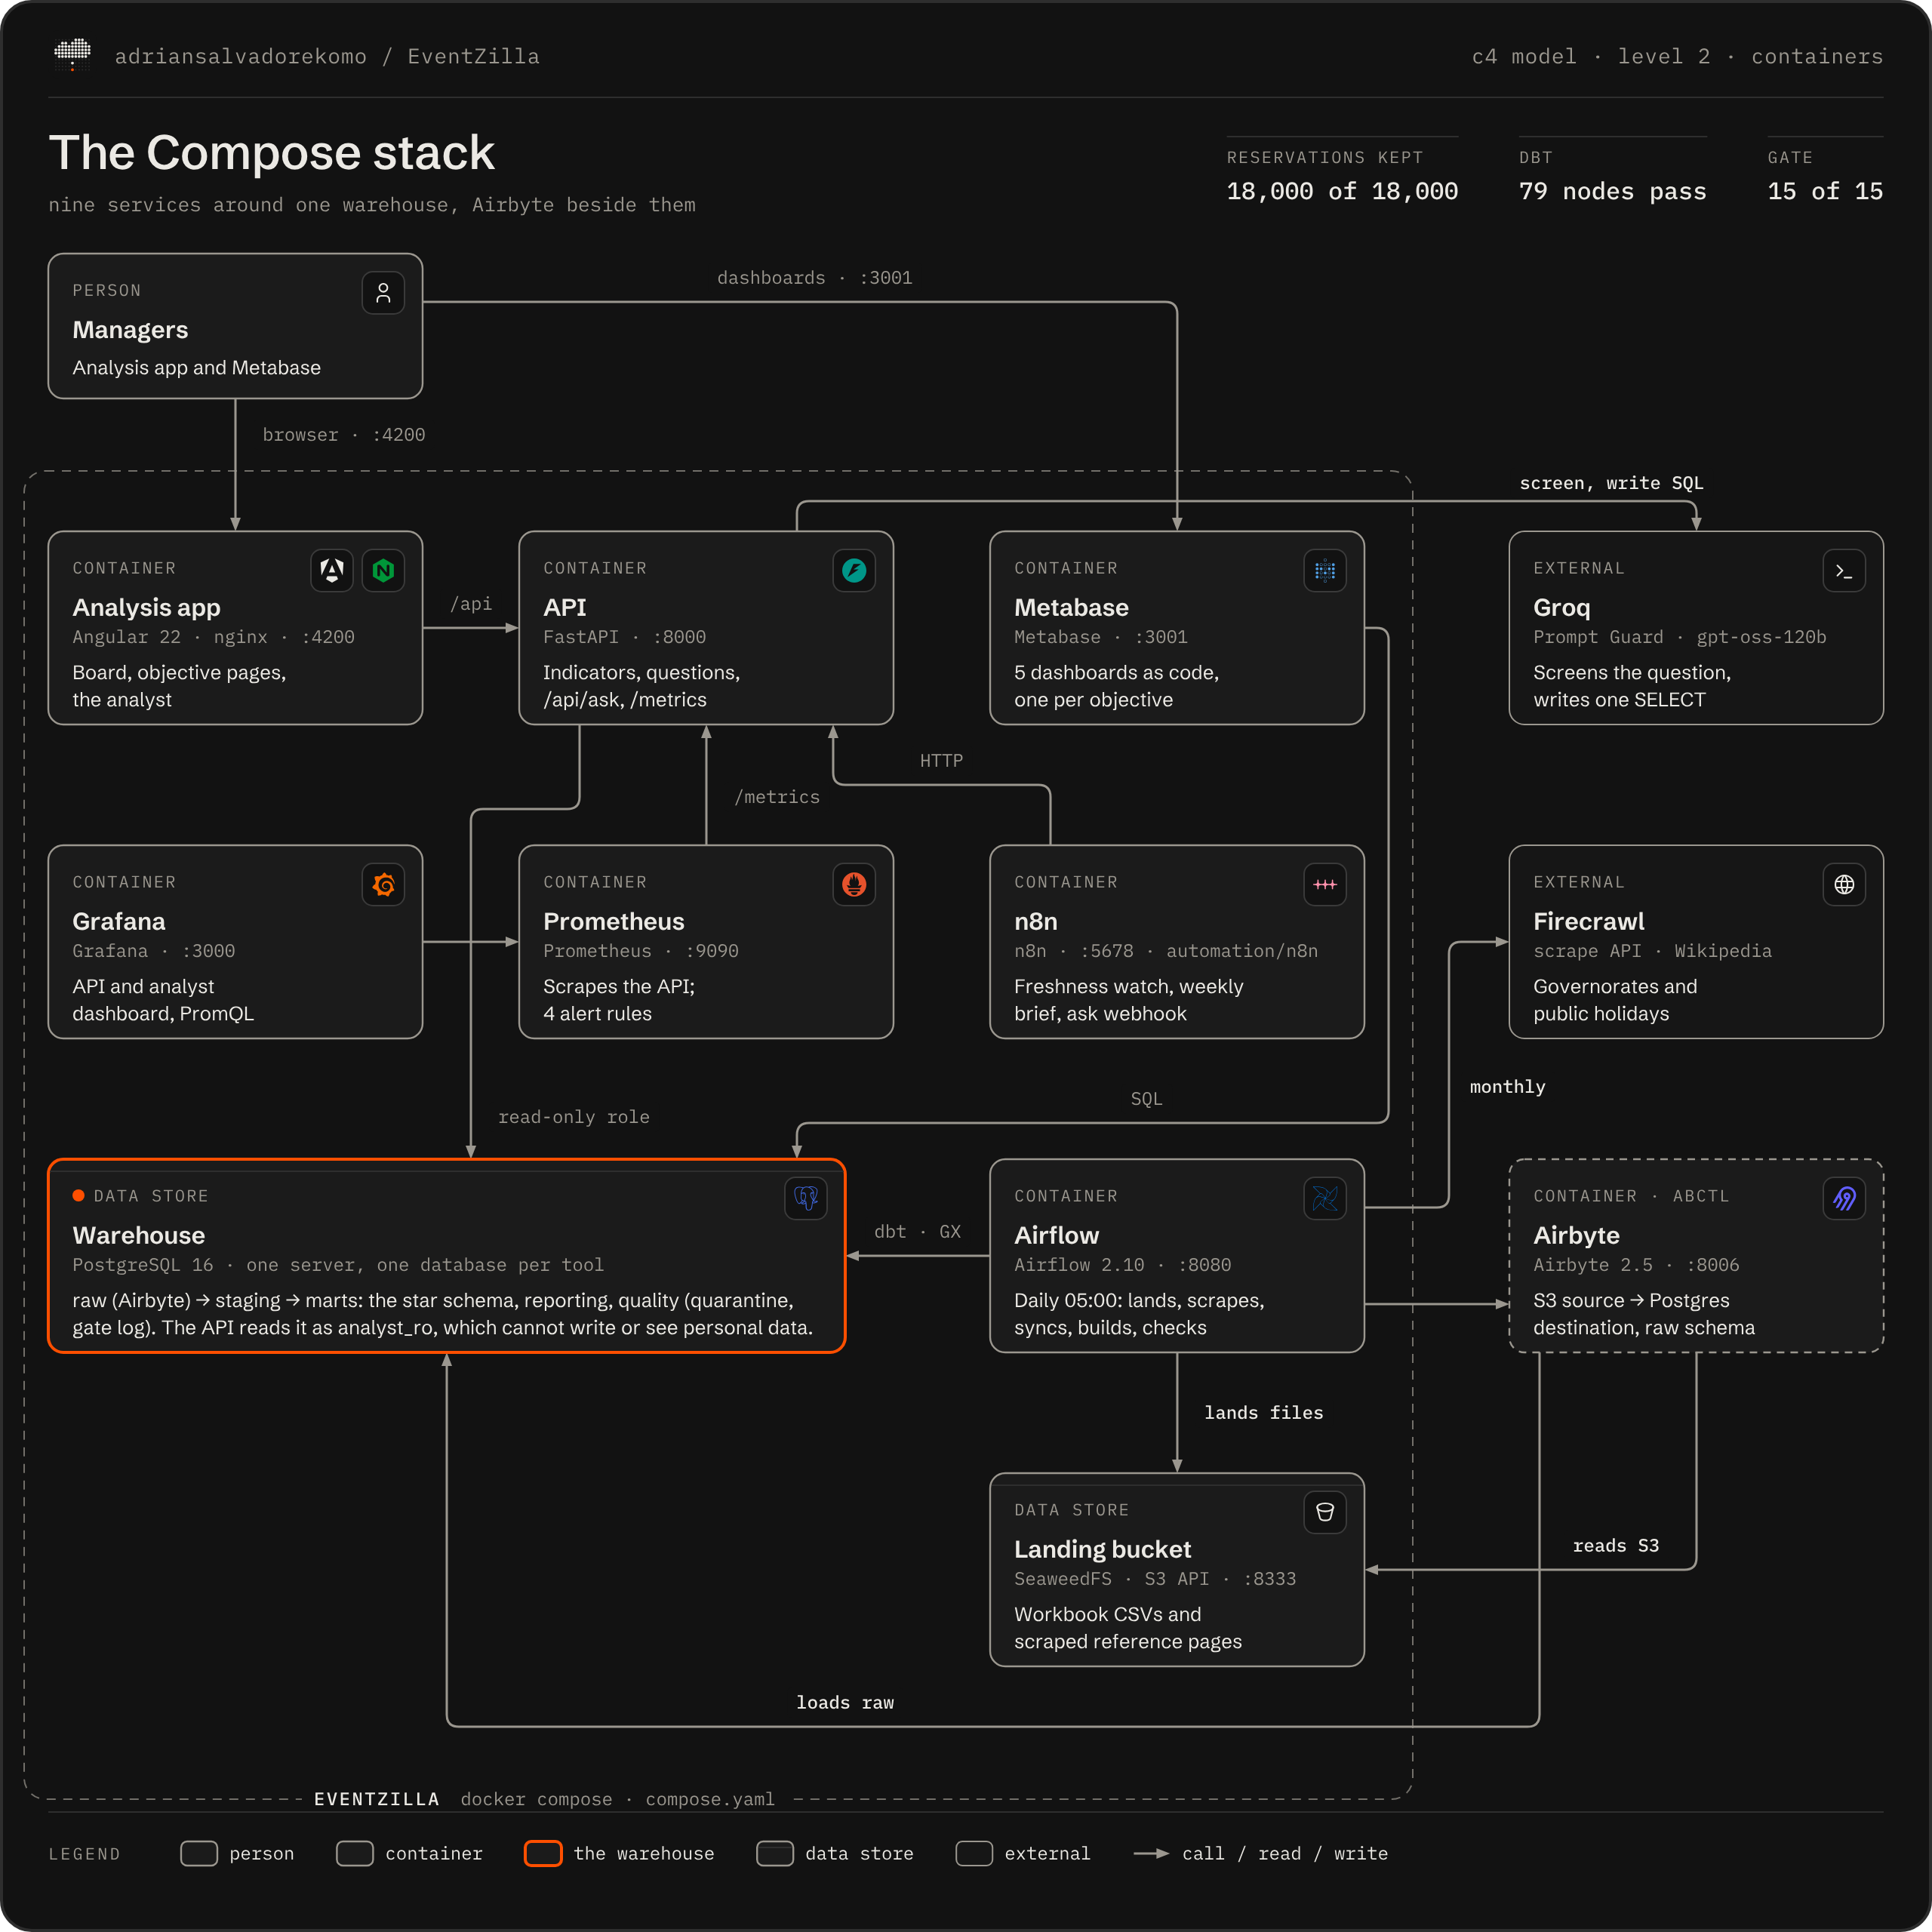 adriansalvadorekomo / EventZilla
c4 model · level 2 · containers
The Compose stack
nine services around one warehouse, Airbyte beside them
RESERVATIONS KEPT
18,000 of 18,000
DBT
79 nodes pass
GATE
15 of 15
PERSON
Managers
Analysis app and Metabase
dashboards · :3001
browser · :4200
screen, write SQL
CONTAINER
Analysis app
Angular 22 · nginx · :4200
Board, objective pages,
the analyst
/api
CONTAINER
API
FastAPI · :8000
Indicators, questions,
/api/ask, /metrics
CONTAINER
Metabase
Metabase · :3001
5 dashboards as code,
one per objective
EXTERNAL
Groq
Prompt Guard · gpt-oss-120b
Screens the question,
writes one SELECT
HTTP
/metrics
CONTAINER
Grafana
Grafana · :3000
API and analyst
dashboard, PromQL
CONTAINER
Prometheus
Prometheus · :9090
Scrapes the API;
4 alert rules
CONTAINER
n8n
n8n · :5678 · automation/n8n
Freshness watch, weekly
brief, ask webhook
EXTERNAL
Firecrawl
scrape API · Wikipedia
Governorates and
public holidays
monthly
SQL
read-only role
DATA STORE
Warehouse
PostgreSQL 16 · one server, one database per tool
raw (Airbyte) → staging → marts: the star schema, reporting, quality (quarantine,
gate log). The API reads it as analyst_ro, which cannot write or see personal data.
dbt · GX
CONTAINER
Airflow
Airflow 2.10 · :8080
Daily 05:00: lands, scrapes,
syncs, builds, checks
CONTAINER · ABCTL
Airbyte
Airbyte 2.5 · :8006
S3 source → Postgres
destination, raw schema
lands files
DATA STORE
Landing bucket
SeaweedFS · S3 API · :8333
Workbook CSVs and
scraped reference pages
reads S3
loads raw
EVENTZILLA docker compose · compose.yaml
LEGEND
person
container
the warehouse
data store
external
call / read / write